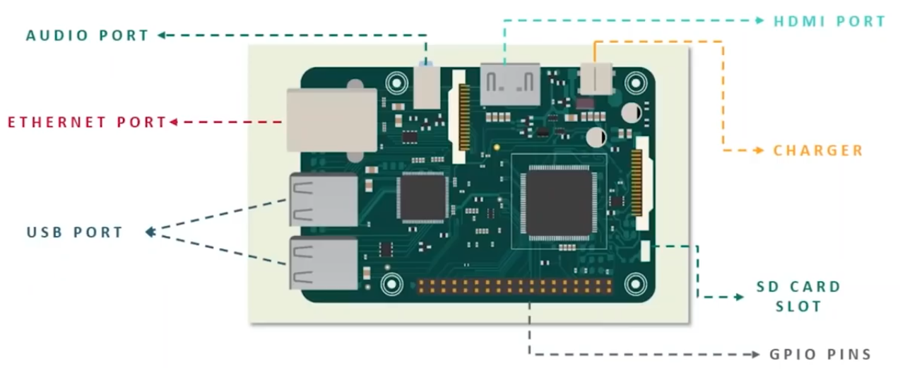 HDMI PORT
AUDIO PORT
ETHERNET PORT
CHARGER
USB PORT
SD CARD
SLOT
GPIO PINS